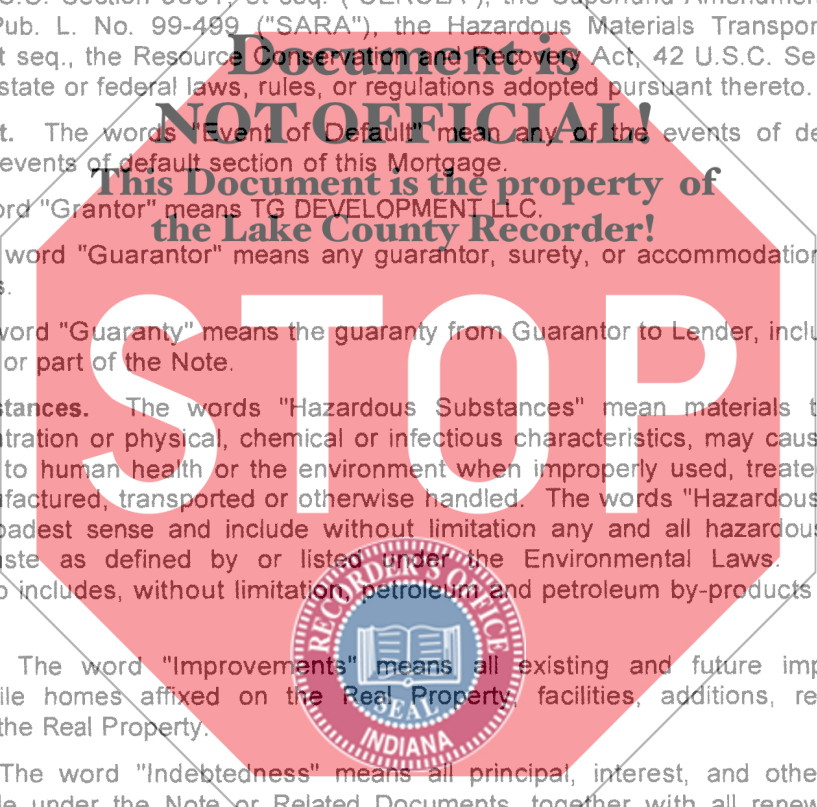 U.S.C. Section 9601, et seq. ("CERCLA"), the Superfund Amendmen
Pub. L. No. 99-499 ("SARA"), the Hazardous Materials Transpor
t seq., the Resource Conservation and Recovery Act, 42 U.S.C. Se
state or federal laws, rules, or regulations adopted pursuant thereto.
Document is
NOT OFFICIAL!
This Document is the property of
the Lake County Recorder!
t. The words "Event of Default" mean any of the events of de
events of default section of this Mortgage.
ord "Grantor" means TG DEVELOPMENT LLC.
word "Guarantor" means any guarantor, surety, or accommodation
s.
word "Guaranty" means the guaranty from Guarantor to Lender, inclu
or part of the Note.
STOP
stances. The words "Hazardous Substances" mean materials t
tration or physical, chemical or infectious characteristics, may caus
to human health or the environment when improperly used, treate
ufactured, transported or otherwise handled. The words "Hazardous
oadest sense and include without limitation any and all hazardous
ste as defined by or listed under the Environmental Laws.
o includes, without limitation, petroleum and petroleum by-products
RECORDER'S OFFICE
SEAL
INDIANA
The word "Improvements" means all existing and future imp
ile homes affixed on the Real Property, facilities, additions, re
the Real Property.
The word "Indebtedness" means all principal, interest, and othe
le under the Note or Related Documents, together with all renew